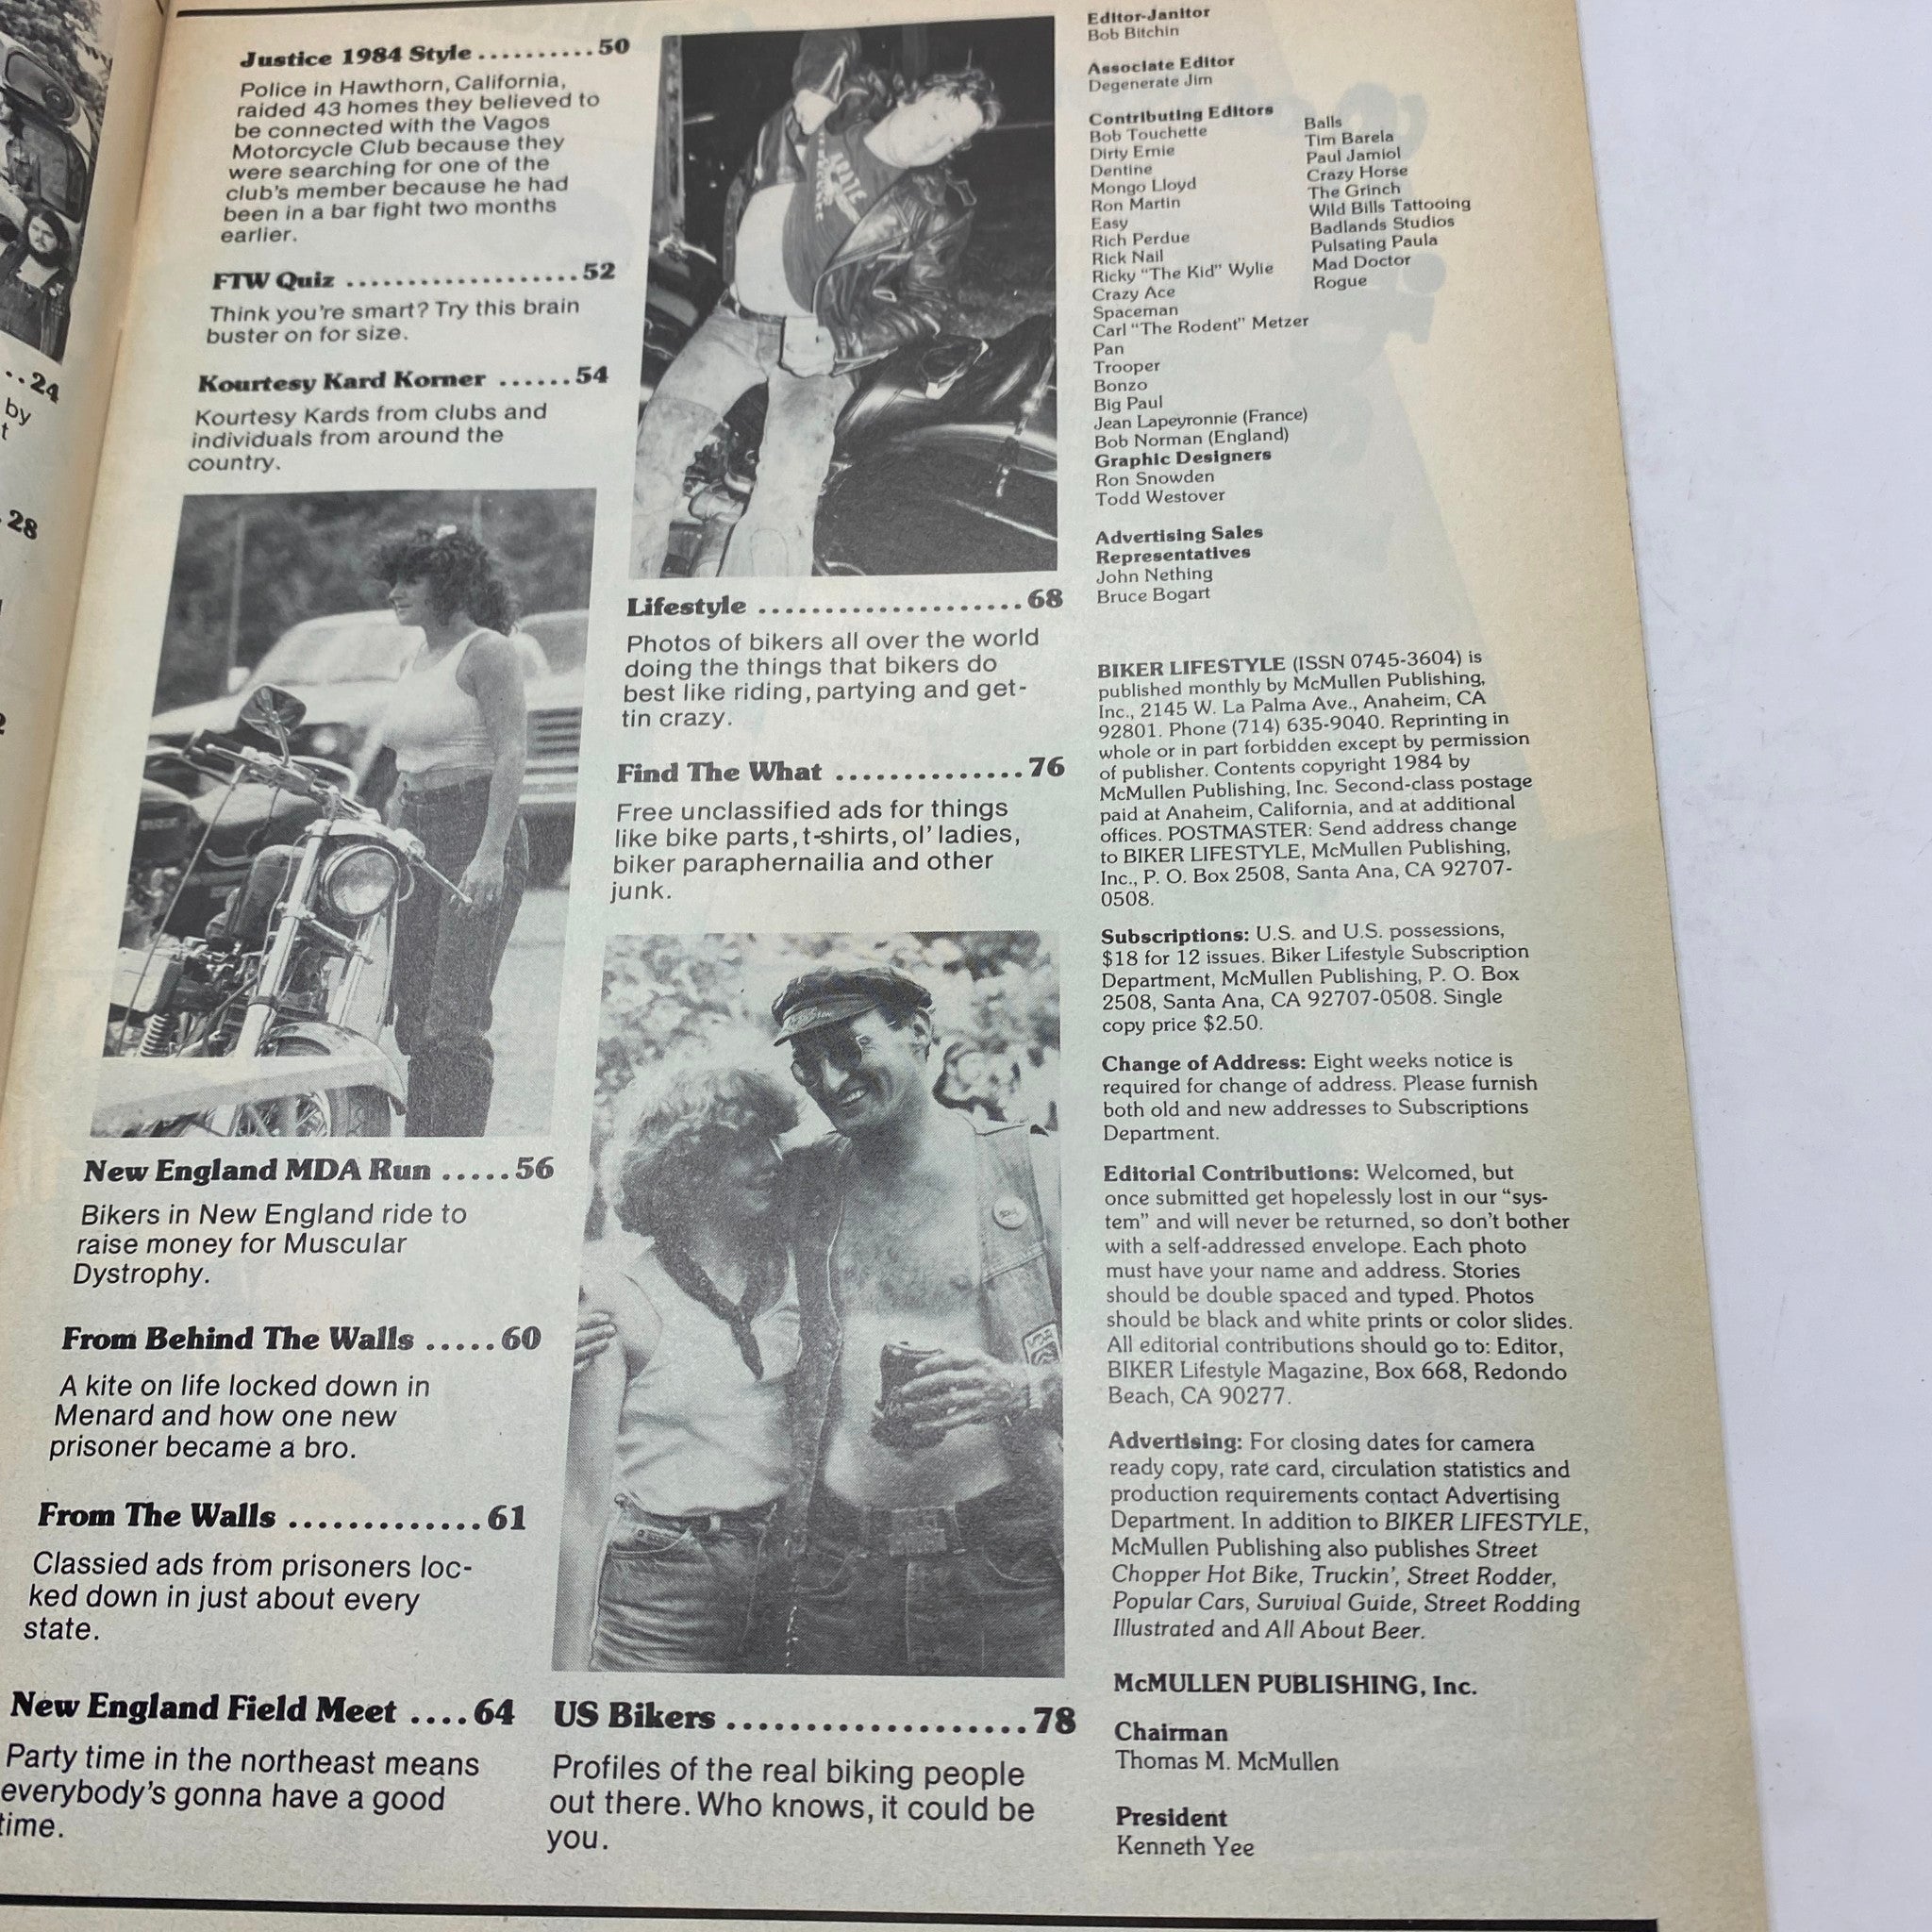 ..24
by
t
28
2
Justice 1984 Style ..........50
Police in Hawthorn, California,
raided 43 homes they believed to
be connected with the Vagos
Motorcycle Club because they
were searching for one of the
club's member because he had
been in a bar fight two months
earlier.
FTW Quiz ..................52
Think you're smart? Try this brain
buster on for size.
Kourtesy Kard Korner ......54
Kourtesy Kards from clubs and
individuals from around the
country.
New England MDA Run .....56
Bikers in New England ride to
raise money for Muscular
Dystrophy.
From Behind The Walls .....60
A kite on life locked down in
Menard and how one new
prisoner became a bro.
From The Walls .............61
Classied ads from prisoners loc-
ked down in just about every
state.
New England Field Meet ....64
Party time in the northeast means
everybody's gonna have a good
time.
Lifestyle .....................68
Photos of bikers all over the world
doing the things that bikers do
best like riding, partying and get-
tin crazy.
Find The What ...............76
Free unclassified ads for things
like bike parts, t-shirts, ol' ladies,
biker paraphernailia and other
junk.
US Bikers ...................78
Profiles of the real biking people
out there. Who knows, it could be
you.
Editor-Janitor
Bob Bitchin
Associate Editor
Degenerate Jim
Contributing Editors
Bob Touchette
Dirty Ernie
Dentine
Mongo Lloyd
Ron Martin
Easy
Rich Perdue
Rick Nail
Ricky "The Kid" Wylie
Crazy Ace
Spaceman
Carl "The Rodent" Metzer
Pan
Trooper
Bonzo
Big Paul
Jean Lapeyronnie (France)
Bob Norman (England)
Balls
Tim Barela
Paul Jamiol
Crazy Horse
The Grinch
Wild Bills Tattooing
Badlands Studios
Pulsating Paula
Mad Doctor
Rogue
Graphic Designers
Ron Snowden
Todd Westover
Advertising Sales
Representatives
John Nething
Bruce Bogart
BIKER LIFESTYLE (ISSN 0745-3604) is
published monthly by McMullen Publishing,
Inc., 2145 W. La Palma Ave., Anaheim, CA
92801. Phone (714) 635-9040. Reprinting in
whole or in part forbidden except by permission
of publisher. Contents copyright 1984 by
McMullen Publishing, Inc. Second-class postage
paid at Anaheim, California, and at additional
offices. POSTMASTER: Send address change
to BIKER LIFESTYLE, McMullen Publishing,
Inc., P. O. Box 2508, Santa Ana, CA 92707-
0508.
Subscriptions: U.S. and U.S. possessions,
$18 for 12 issues. Biker Lifestyle Subscription
Department, McMullen Publishing, P. O. Box
2508, Santa Ana, CA 92707-0508. Single
copy price $2.50.
Change of Address: Eight weeks notice is
required for change of address. Please furnish
both old and new addresses to Subscriptions
Department.
Editorial Contributions: Welcomed, but
once submitted get hopelessly lost in our "sys-
tem" and will never be returned, so don't bother
with a self-addressed envelope. Each photo
must have your name and address. Stories
should be double spaced and typed. Photos
should be black and white prints or color slides.
All editorial contributions should go to: Editor,
BIKER Lifestyle Magazine, Box 668, Redondo
Beach, CA 90277.
Advertising: For closing dates for camera
ready copy, rate card, circulation statistics and
production requirements contact Advertising
Department. In addition to BIKER LIFESTYLE,
McMullen Publishing also publishes Street
Chopper Hot Bike, Truckin', Street Rodder,
Popular Cars, Survival Guide, Street Rodding
Illustrated and All About Beer.
McMULLEN PUBLISHING, Inc.
Chairman
Thomas M. McMullen
President
Kenneth Yee